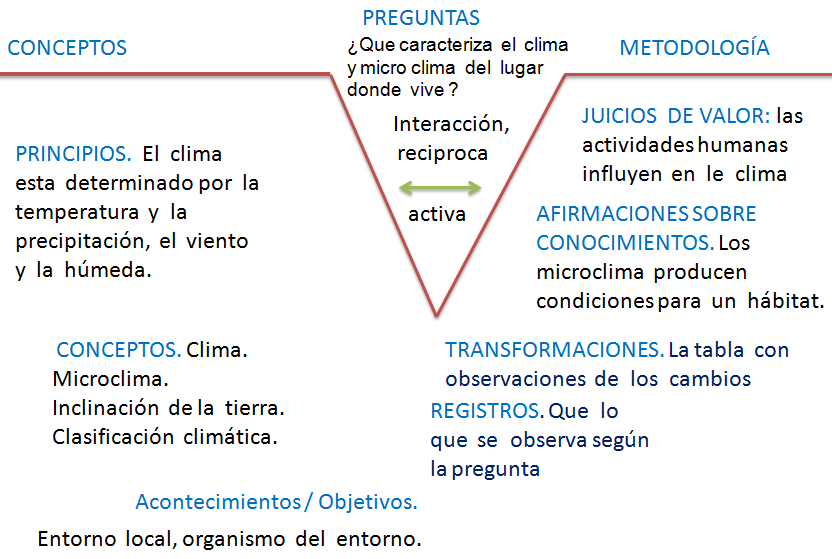 PREGUNTAS
CONCEPTOS
¿Que caracteriza el clima
y micro clima del lugar
donde vive ?
METODOLOGÍA
Interacción,
reciproca
activa
PRINCIPIOS. El clima
esta determinado por la
temperatura y la
precipitación, el viento
y la húmeda.
JUICIOS DE VALOR: las
actividades humanas
influyen en le clima
AFIRMACIONES SOBRE
CONOCIMIENTOS. Los
microclima producen
condiciones para un hábitat.
CONCEPTOS. Clima.
Microclima.
Inclinación de la tierra.
Clasificación climática.
TRANSFORMACIONES. La tabla con
observaciones de los cambios
REGISTROS. Que lo
que se observa según
la pregunta
Acontecimientos / Objetivos.
Entorno local, organismo del entorno.